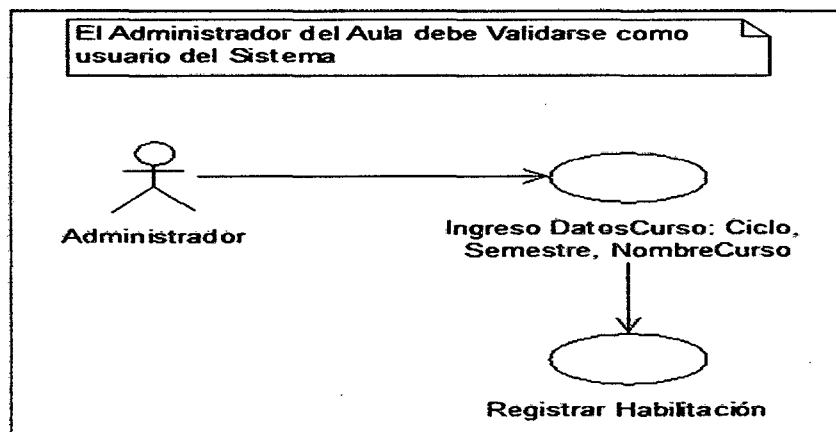 El Administrador del Aula debe Validarse como
usuario del Sistema
Administrador
Ingreso DatosCurso: Ciclo,
Semestre, NombreCurso
Registrar Habilitación